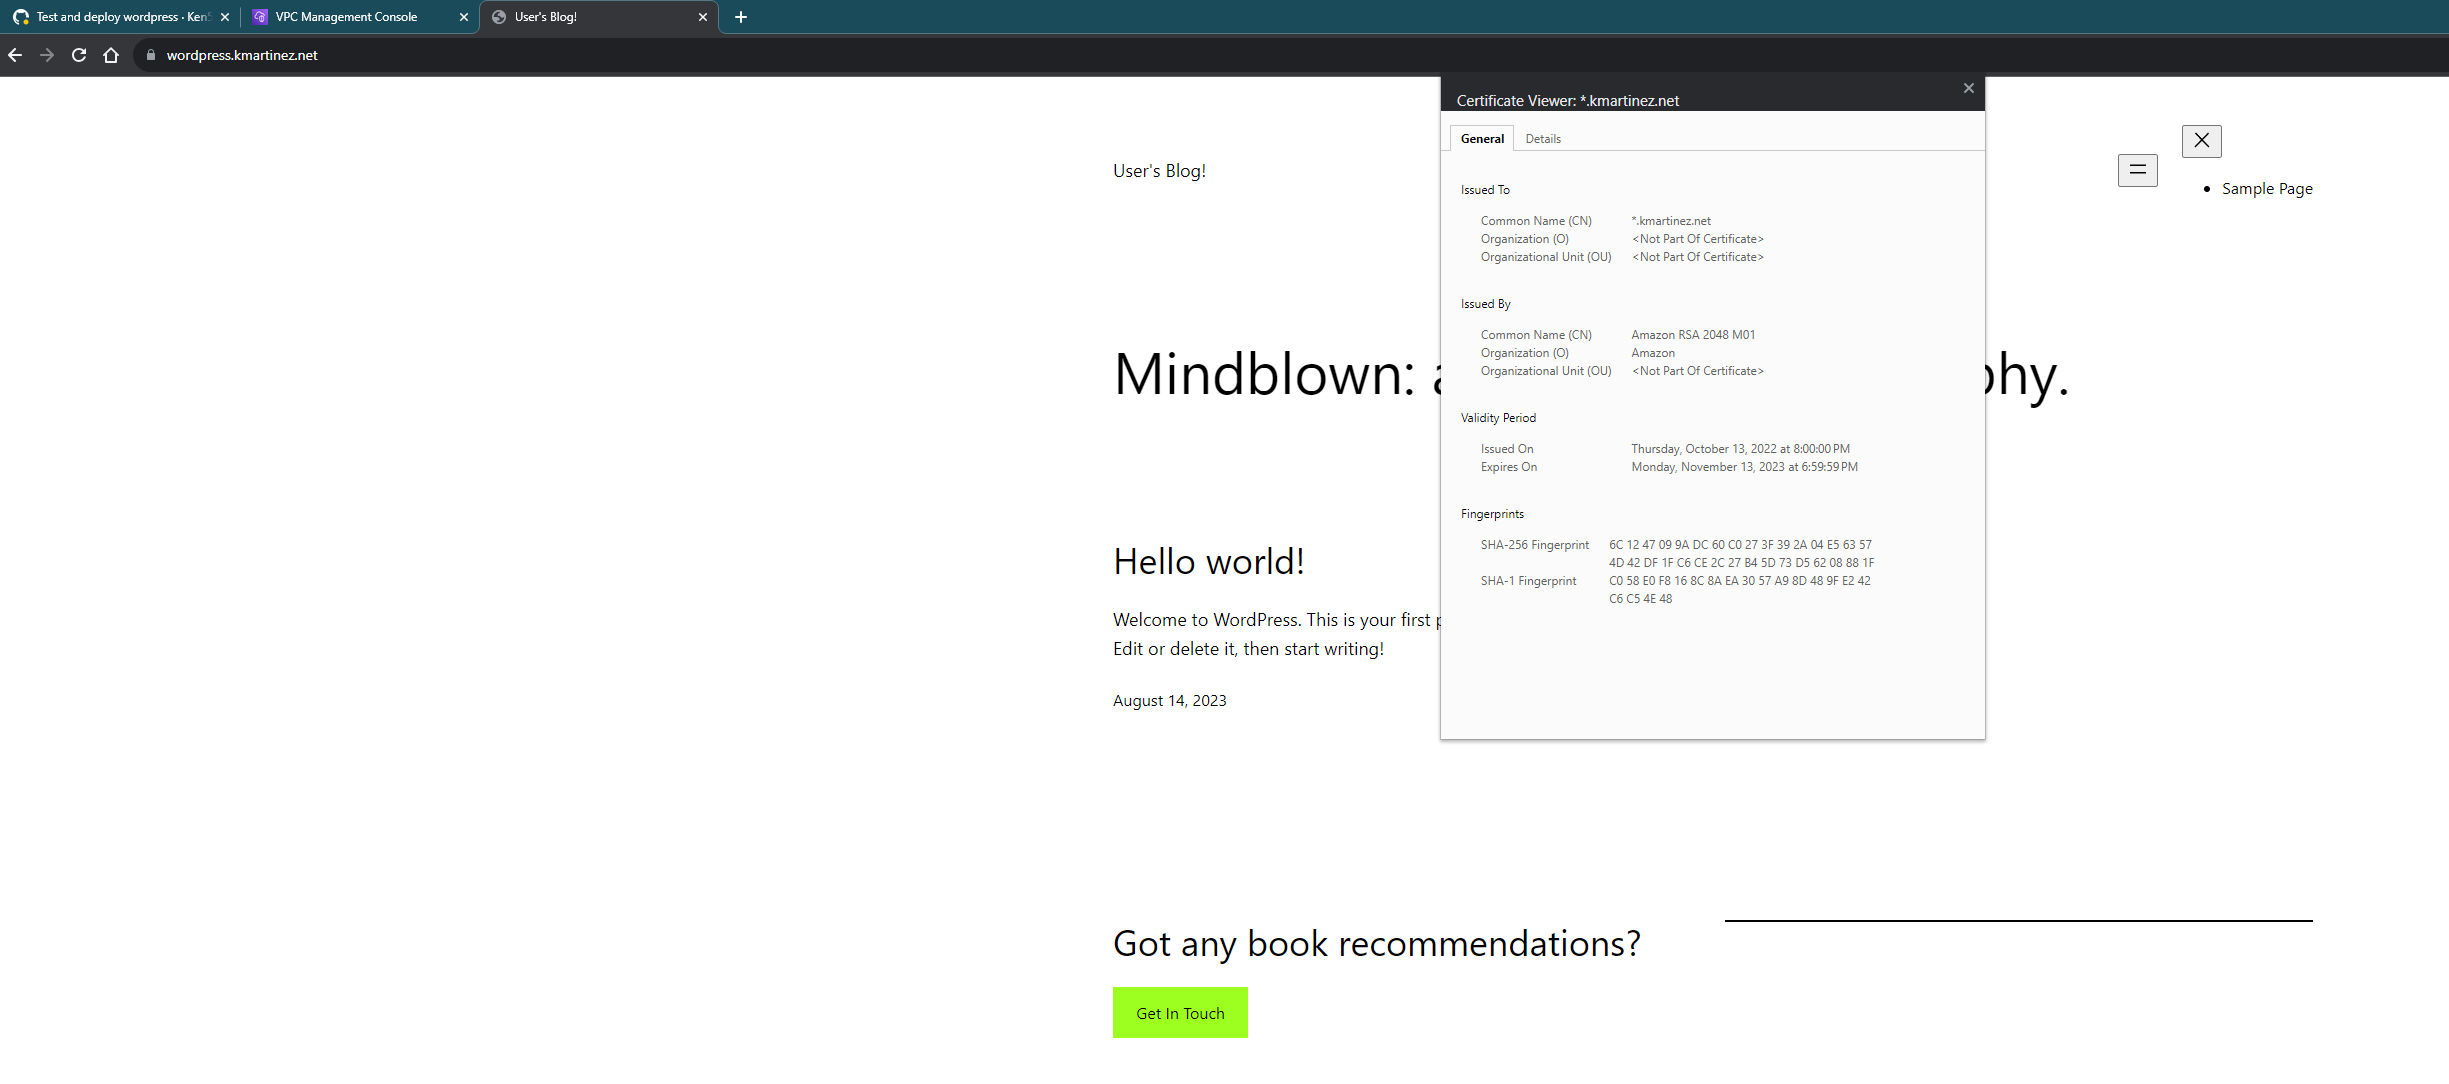 Test and deploy wordpress · Ken
VPC Management Console
User's Blog!
wordpress.kmartinez.net
Certificate Viewer: *.kmartinez.net
General
Details
Issued To
Common Name (CN) *.kmartinez.net
Organization (O) <Not Part Of Certificate>
Organizational Unit (OU) <Not Part Of Certificate>
Issued By
Common Name (CN) Amazon RSA 2048 M01
Organization (O) Amazon
Organizational Unit (OU) <Not Part Of Certificate>
Validity Period
Issued On Thursday, October 13, 2022 at 8:00:00 PM
Expires On Monday, November 13, 2023 at 6:59:59 PM
Fingerprints
SHA-256 Fingerprint 6C 12 47 09 9A DC 60 C0 27 3F 39 2A 04 E5 63 57
4D 42 DF 1F C6 CE 2C 27 B4 5D 73 D5 62 08 88 1F
SHA-1 Fingerprint C0 58 E0 F8 16 8C 8A EA 30 57 A9 8D 48 9F E2 42
C6 C5 4E 48
User's Blog!
Sample Page
Mindblown: a phy.
Hello world!
Welcome to WordPress. This is your first
Edit or delete it, then start writing!
August 14, 2023
Got any book recommendations?
Get In Touch